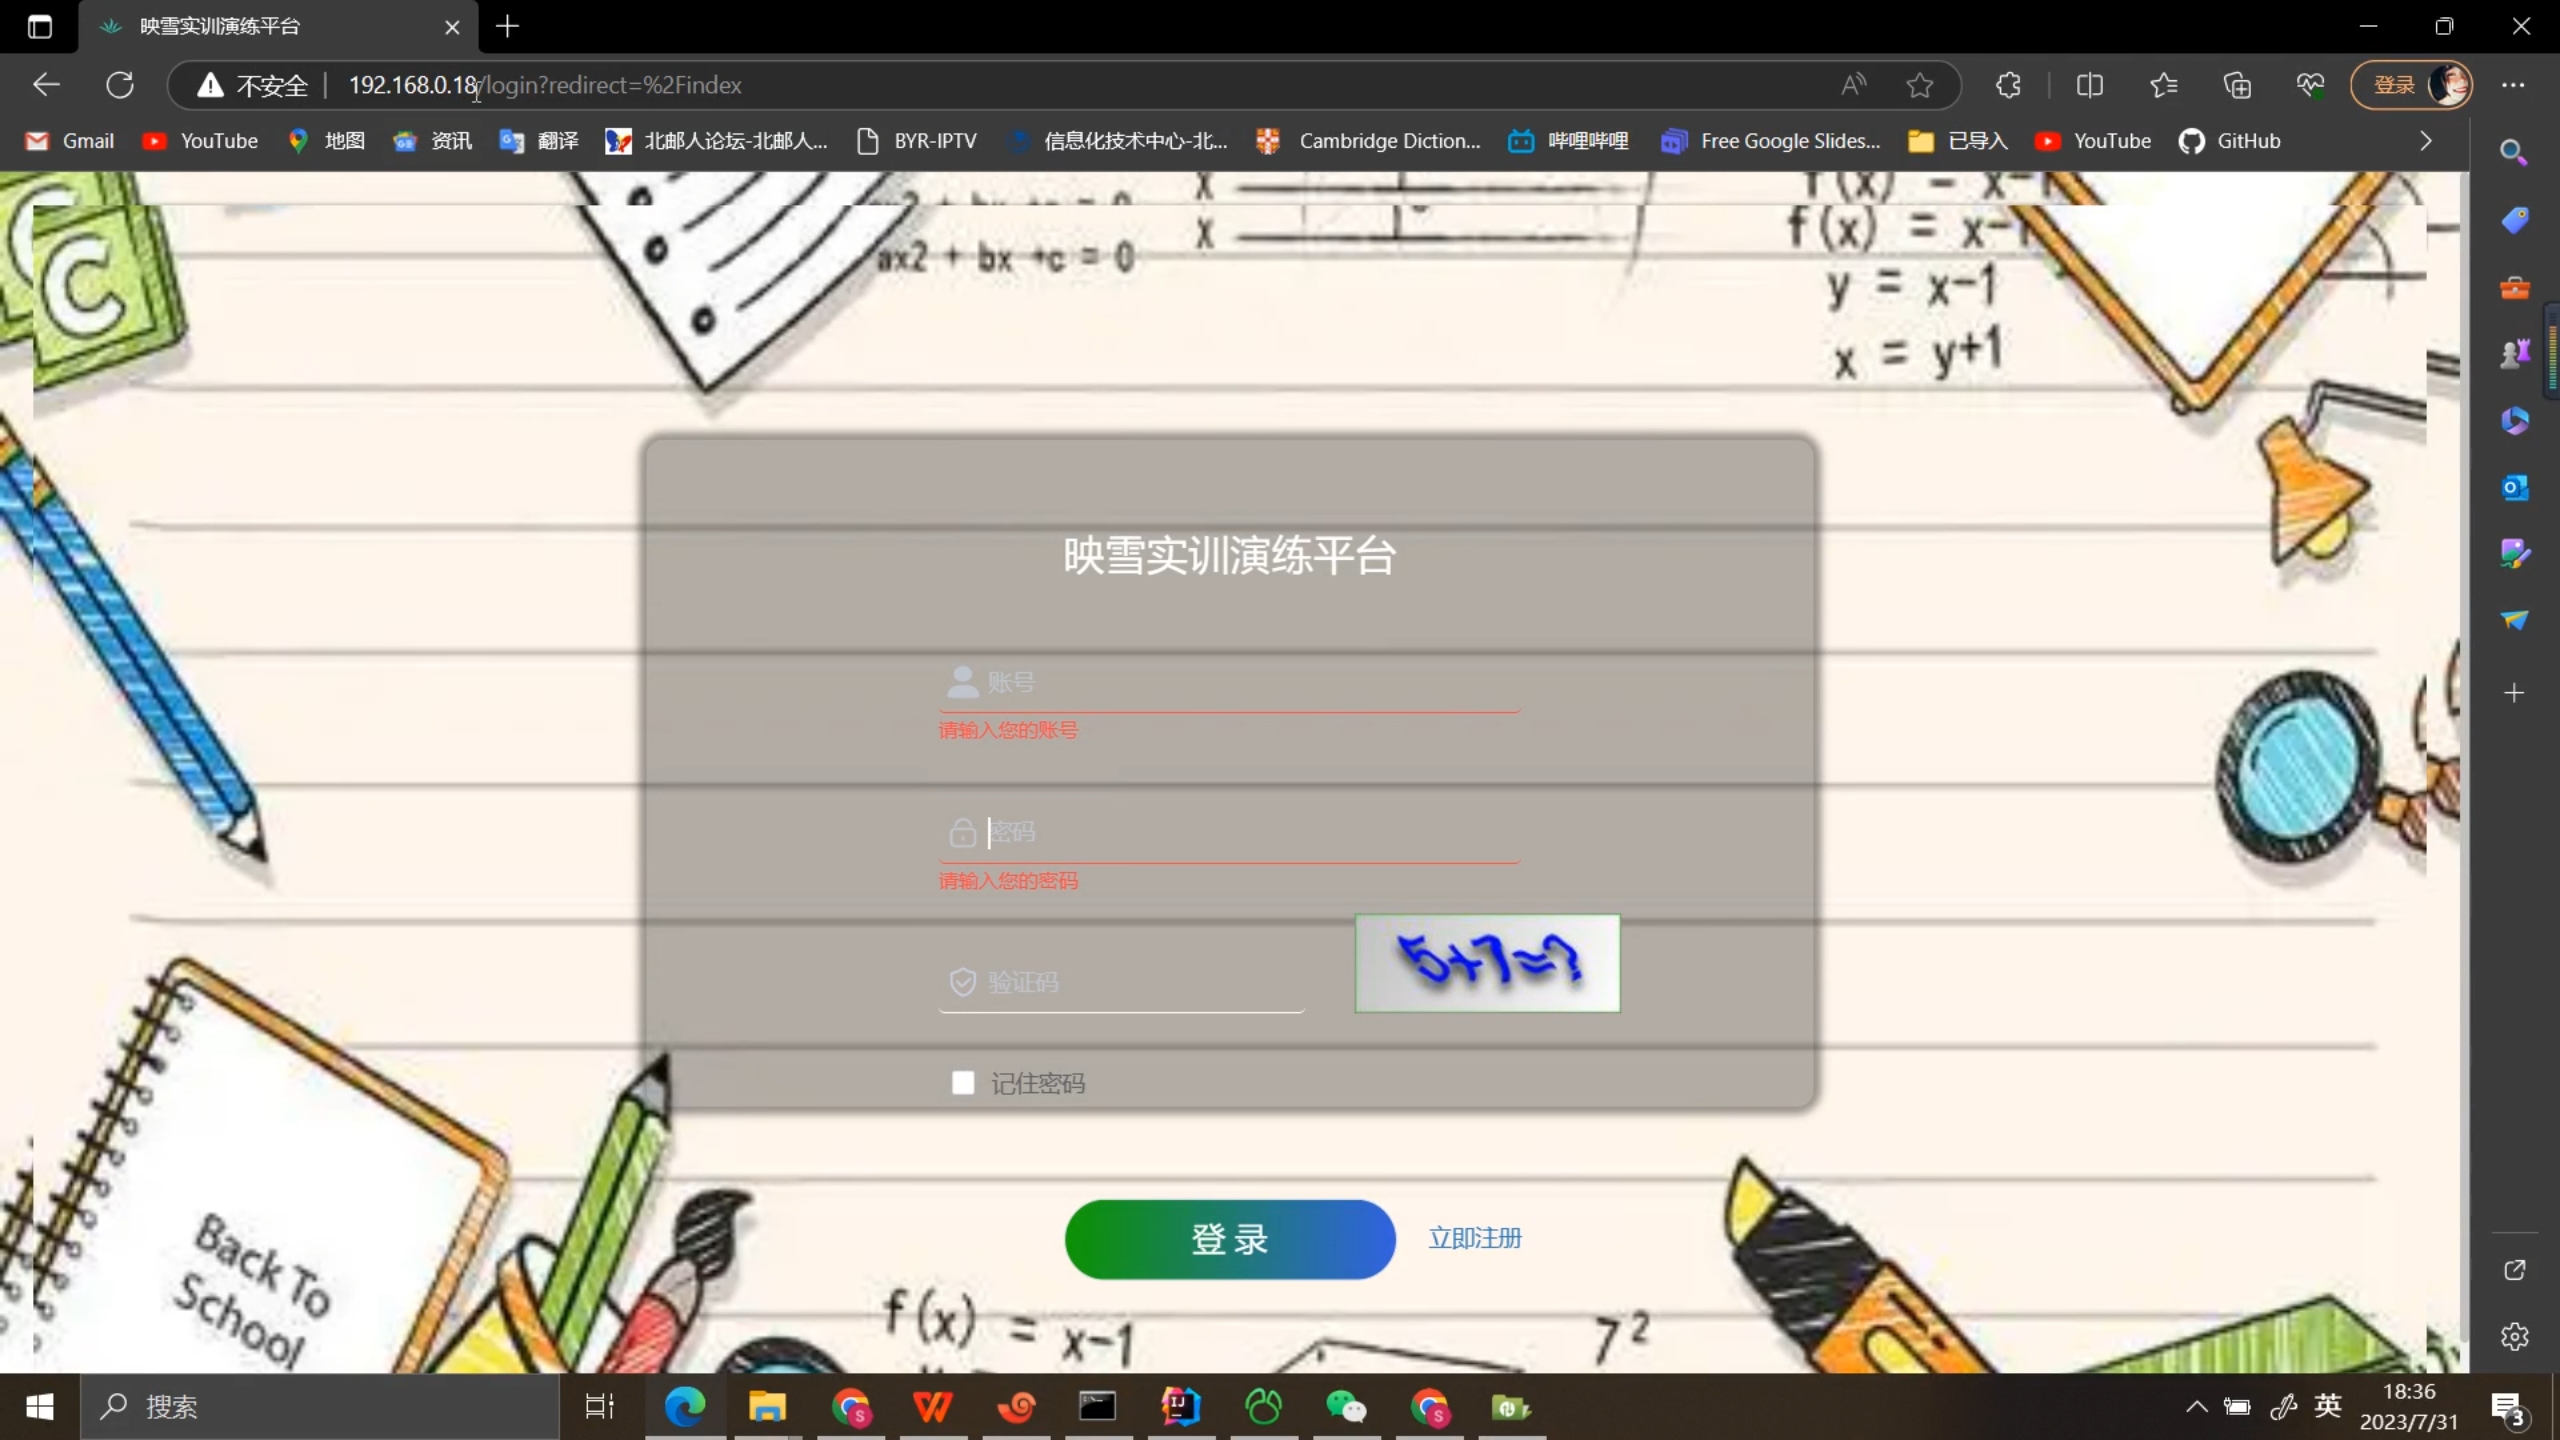 映雪实训演练平台
不安全 192.168.0.18/login?redirect=%2Findex 登录
Gmail YouTube 地图 资讯 翻译 北邮人论坛-北邮人... BYR-IPTV 信息化技术中心-北... Cambridge Diction... 哔哩哔哩 Free Google Slides... 已导入 YouTube GitHub
ax2 + bx +c = 0
f(x) = x-1
y = x-1
x = y+1
C
映雪实训演练平台
账号
请输入您的账号
密码
请输入您的密码
验证码
5+7=?
记住密码
登录 立即注册
Back To
School
f(x) = x-1
7²
搜索
英
18:36
2023/7/31
3